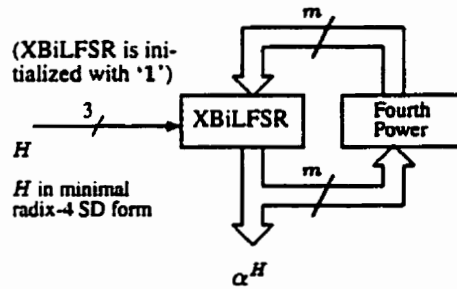 m
(XBiLFSR is ini-
tialized with ‘1’)
3
XBiLFSR
Fourth
Power
H
m
H in minimal
radix-4 SD form
α^H